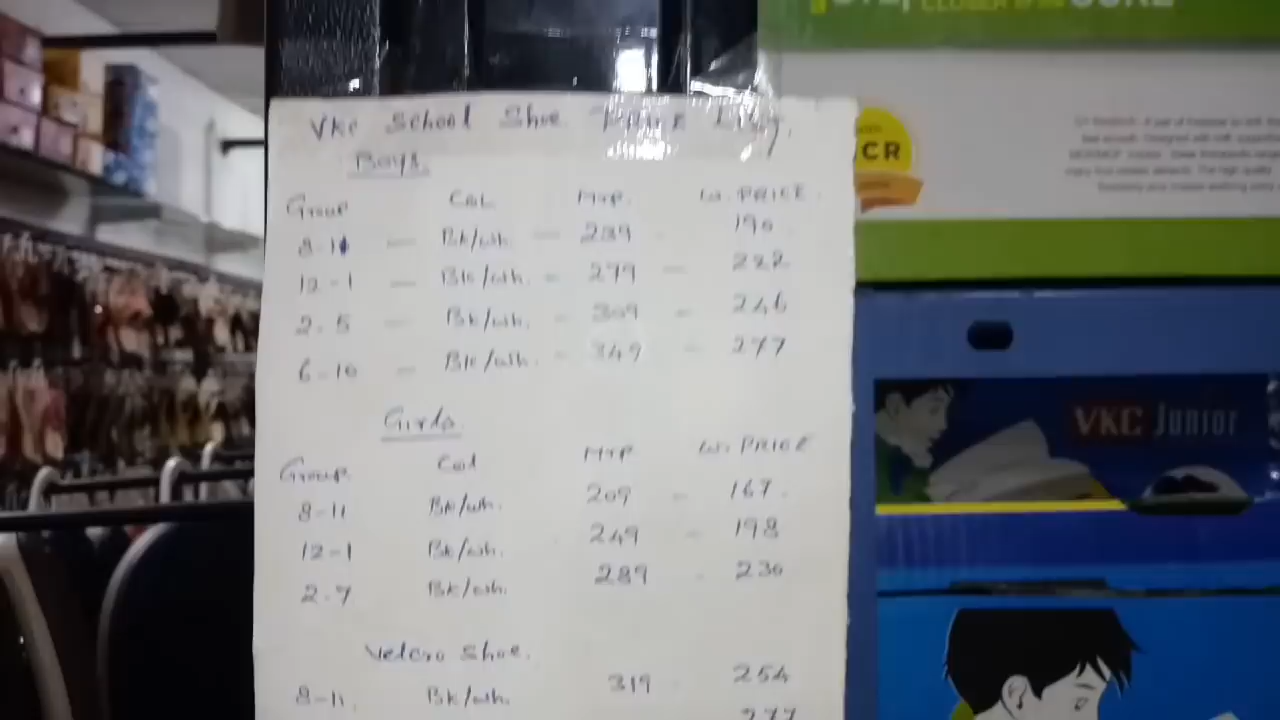 CLOSER
VKC School Shoe Price List.
Boys.
Group Col MrP. W. PRICE.
8-11 — Bk/wh — 239 - 190
12-1 — Bk/wh. - 279 — 222
2-5 — Bk/wh. - 309 - 246
6-10 — Bk/wh. - 349 - 277
Girls
Group Col MrP W. PRICE
8-11 Bk/wh. 209 - 167.
12-1 Bk/wh. 249 - 198
2-7 Bk/wh. 289 - 230
Velcro Shoe.
8-11. Bk/wh. 319 - 254
277
CR
VKC Junior